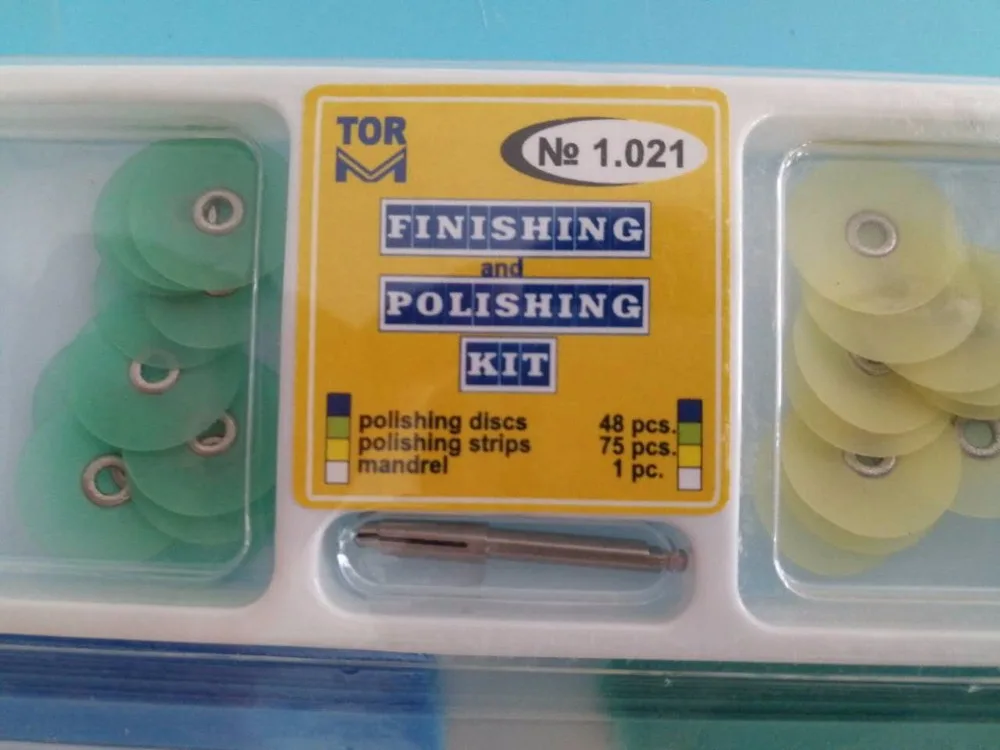 TOR
M
№ 1.021
FINISHING
and
POLISHING
KIT
polishing discs 48 pcs.
polishing strips 75 pcs.
mandrel 1 pc.